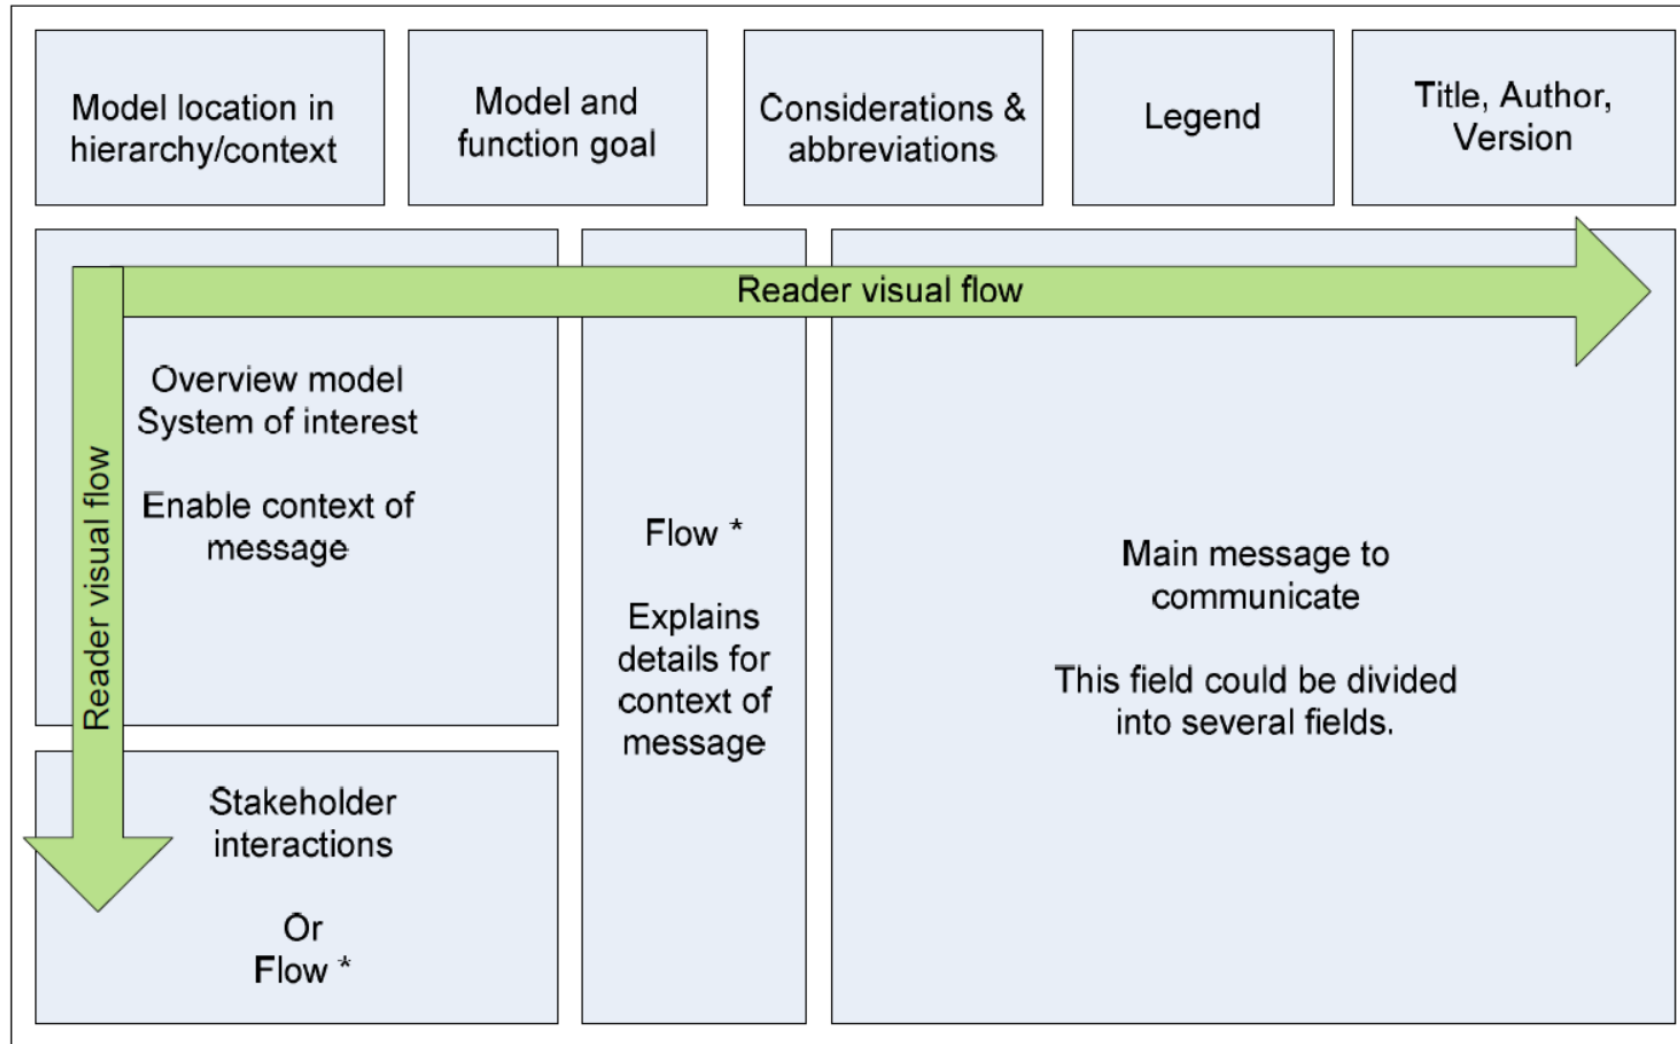 Model location in
hierarchy/context
Model and
function goal
Considerations &
abbreviations
Legend
Title, Author,
Version
Reader visual flow
Reader visual flow
Overview model
System of interest
Enable context of
message
Stakeholder
interactions
Or
Flow *
Flow *
Explains
details for
context of
message
Main message to
communicate
This field could be divided
into several fields.